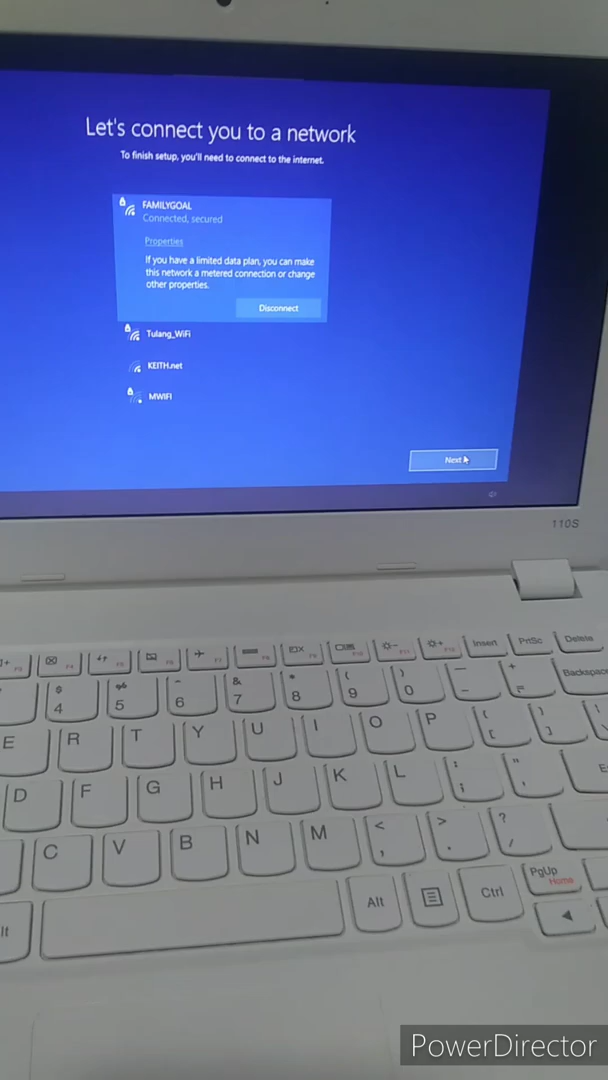 Let's connect you to a network
To finish setup, you'll need to connect to the internet.
FAMILYGOAL
Connected, secured
Properties
If you have a limited data plan, you can make
this network a metered connection or change
other properties.
Disconnect
Tulang_WiFi
KEITH.net
MWIFI
Next
110S
Insert PrtSc Delete
$ 4 5 ^ 6 & 7 * 8 ( 9 ) 0 _ - + = Backspace
E R T Y U I O P { [ } ]
D F G H J K L : ; " '
C V B N M < , > . ? /
PgUp
Home
Alt Ctrl
PowerDirector